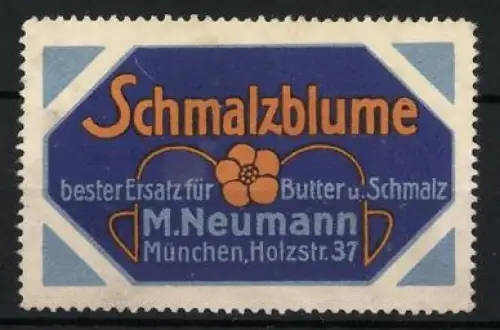 Schmalzblume
bester Ersatz für Butter u. Schmalz
M. Neumann
München, Holzstr. 37